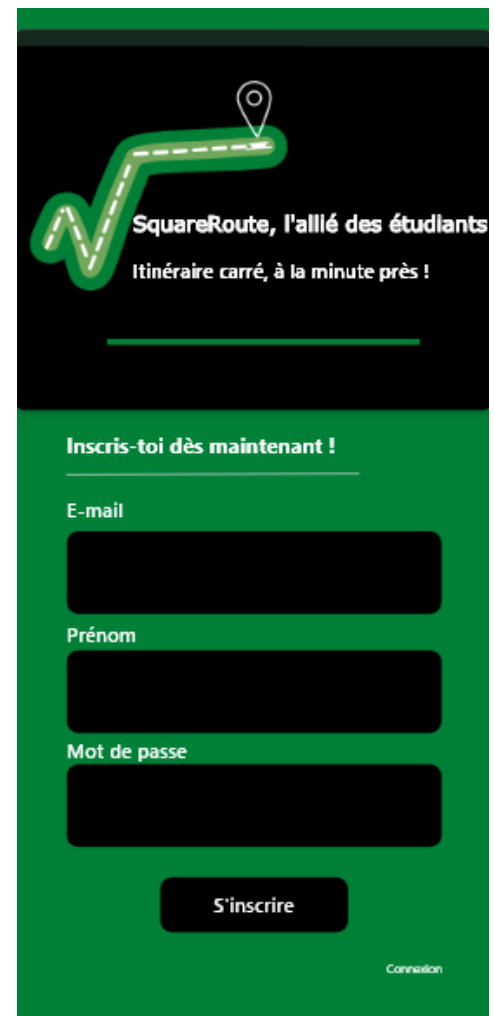 SquareRoute, l'allié des étudiants
Itinéraire carré, à la minute près !
Inscris-toi dès maintenant !
E-mail
Prénom
Mot de passe
S'inscrire
Connexion